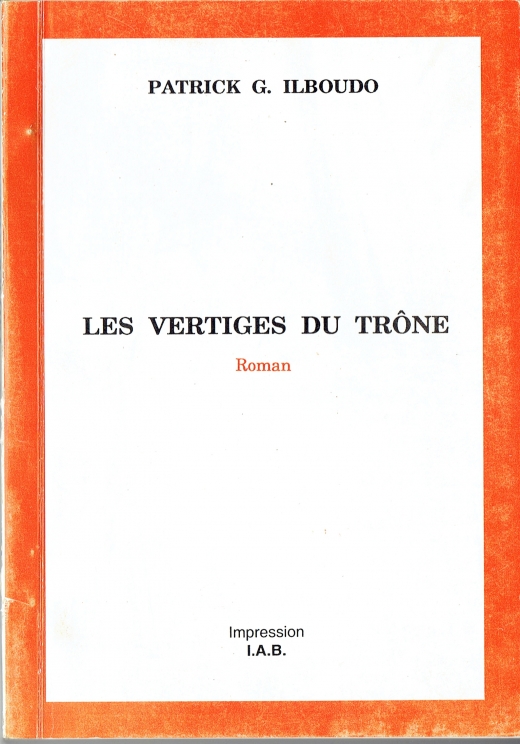 PATRICK G. ILBOUDO
LES VERTIGES DU TRÔNE
Roman
Impression
I.A.B.